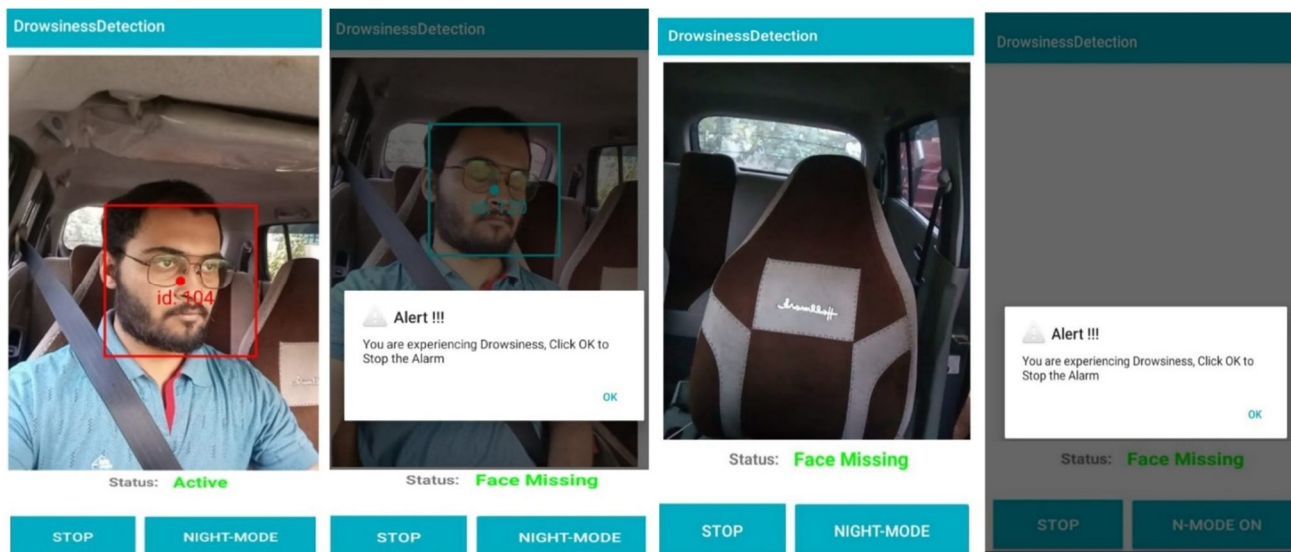 DrowsinessDetection
id: 104
Status: Active
STOP
NIGHT-MODE
DrowsinessDetection
Alert !!!
You are experiencing Drowsiness, Click OK to
Stop the Alarm
OK
Status: Face Missing
STOP
NIGHT-MODE
DrowsinessDetection
Status: Face Missing
STOP
NIGHT-MODE
DrowsinessDetection
Alert !!!
You are experiencing Drowsiness, Click OK to
Stop the Alarm
OK
Status: Face Missing
STOP
N-MODE ON